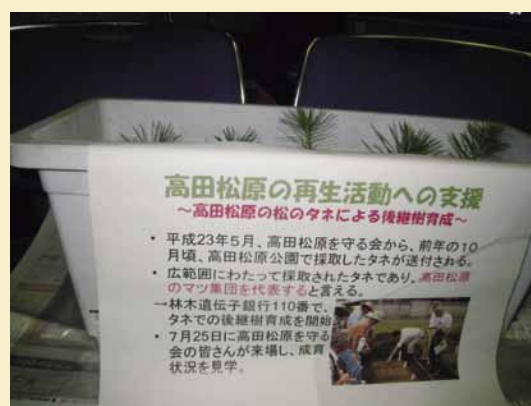 高田松原の再生活動への支援
～高田松原の松のタネによる後継樹育成～
・ 平成23年5月、高田松原を守る会から、前年の10
月頃、高田松原公園で採取したタネが送付される。
・ 広範囲にわたって採取されたタネであり、高田松原
のマツ集団を代表すると言える。
→林木遺伝子銀行110番で、
タネでの後継樹育成を開始
・ 7月25日に高田松原を守る
会の皆さんが来場し、成育
状況を見学。